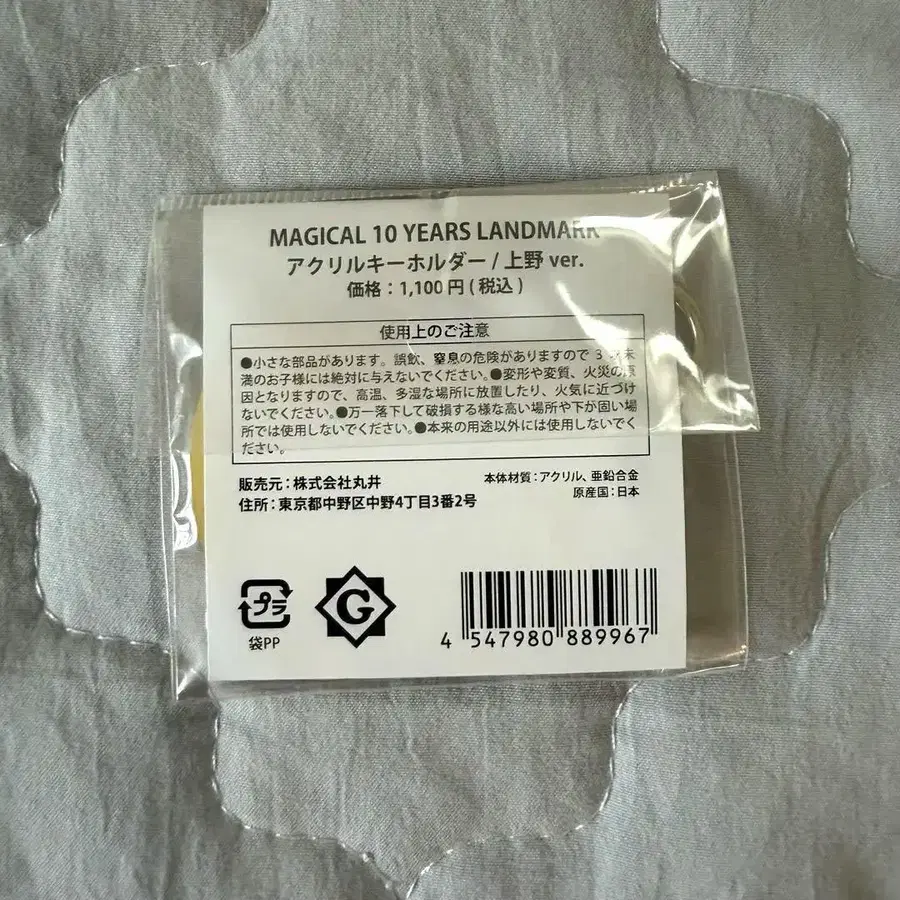 MAGICAL 10 YEARS LANDMARK
アクリルキーホルダー / 上野 ver.
価格：1,100 円 ( 税込 )
使用上のご注意
●小さな部品があります。誤飲、窒息の危険がありますので 3 歳未
満のお子様には絶対に与えないでください。●変形や変質、火災の原
因となりますので、高温、多湿な場所に放置したり、火気に近づけ
ないでください。●万一落下して破損する様な高い場所や下が固い場
所では使用しないでください。●本来の用途以外には使用しないでく
ださい。
販売元：株式会社丸井
住所：東京都中野区中野4丁目3番2号
本体材質：アクリル、亜鉛合金
原産国：日本
プラ
袋PP
G
4 547980 889967